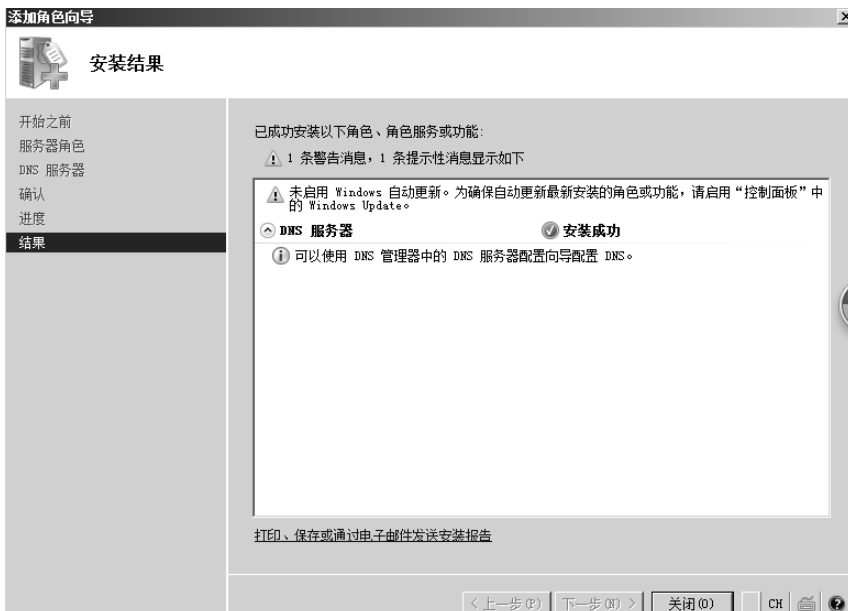 添加角色向导
安装结果
开始之前
服务器角色
DNS 服务器
确认
进度
结果
已成功安装以下角色、角色服务或功能:
1 条警告消息，1 条提示性消息显示如下
未启用 Windows 自动更新。为确保自动更新最新安装的角色或功能，请启用“控制面板”中
的 Windows Update。
DNS 服务器 安装成功
可以使用 DNS 管理器中的 DNS 服务器配置向导配置 DNS。
打印、保存或通过电子邮件发送安装报告
< 上一步(P) 下一步(N) > 关闭(O) CH